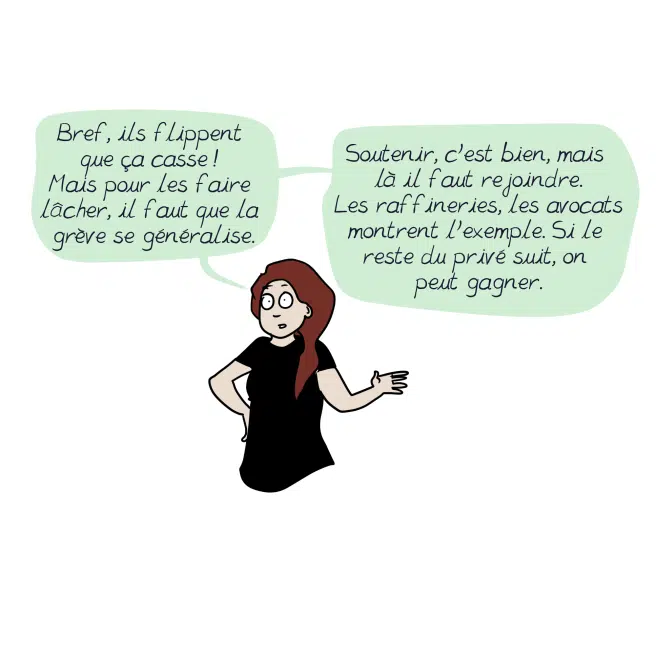 Bref, ils flippent
que ça casse !
Mais pour les faire
lâcher, il faut que la
grève se généralise.
Soutenir, c'est bien, mais
là il faut rejoindre.
Les raffineries, les avocats
montrent l'exemple. Si le
reste du privé suit, on
peut gagner.